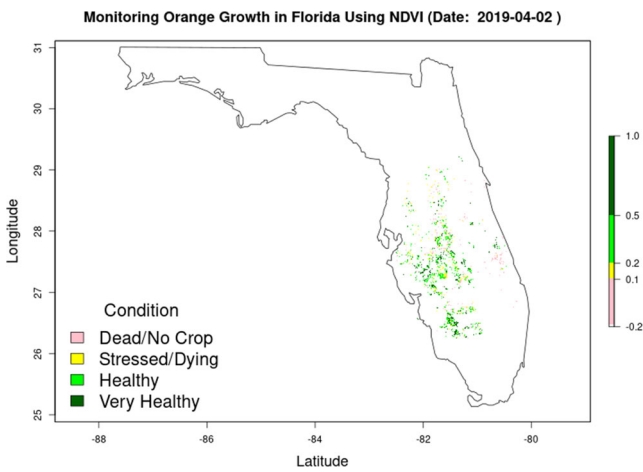 Monitoring Orange Growth in Florida Using NDVI (Date: 2019-04-02 )
31
30
29
28
27
26
25
Longitude
-88
-86
-84
-82
-80
Latitude
Condition
Dead/No Crop
Stressed/Dying
Healthy
Very Healthy
1.0
0.5
0.2
0.1
-0.2